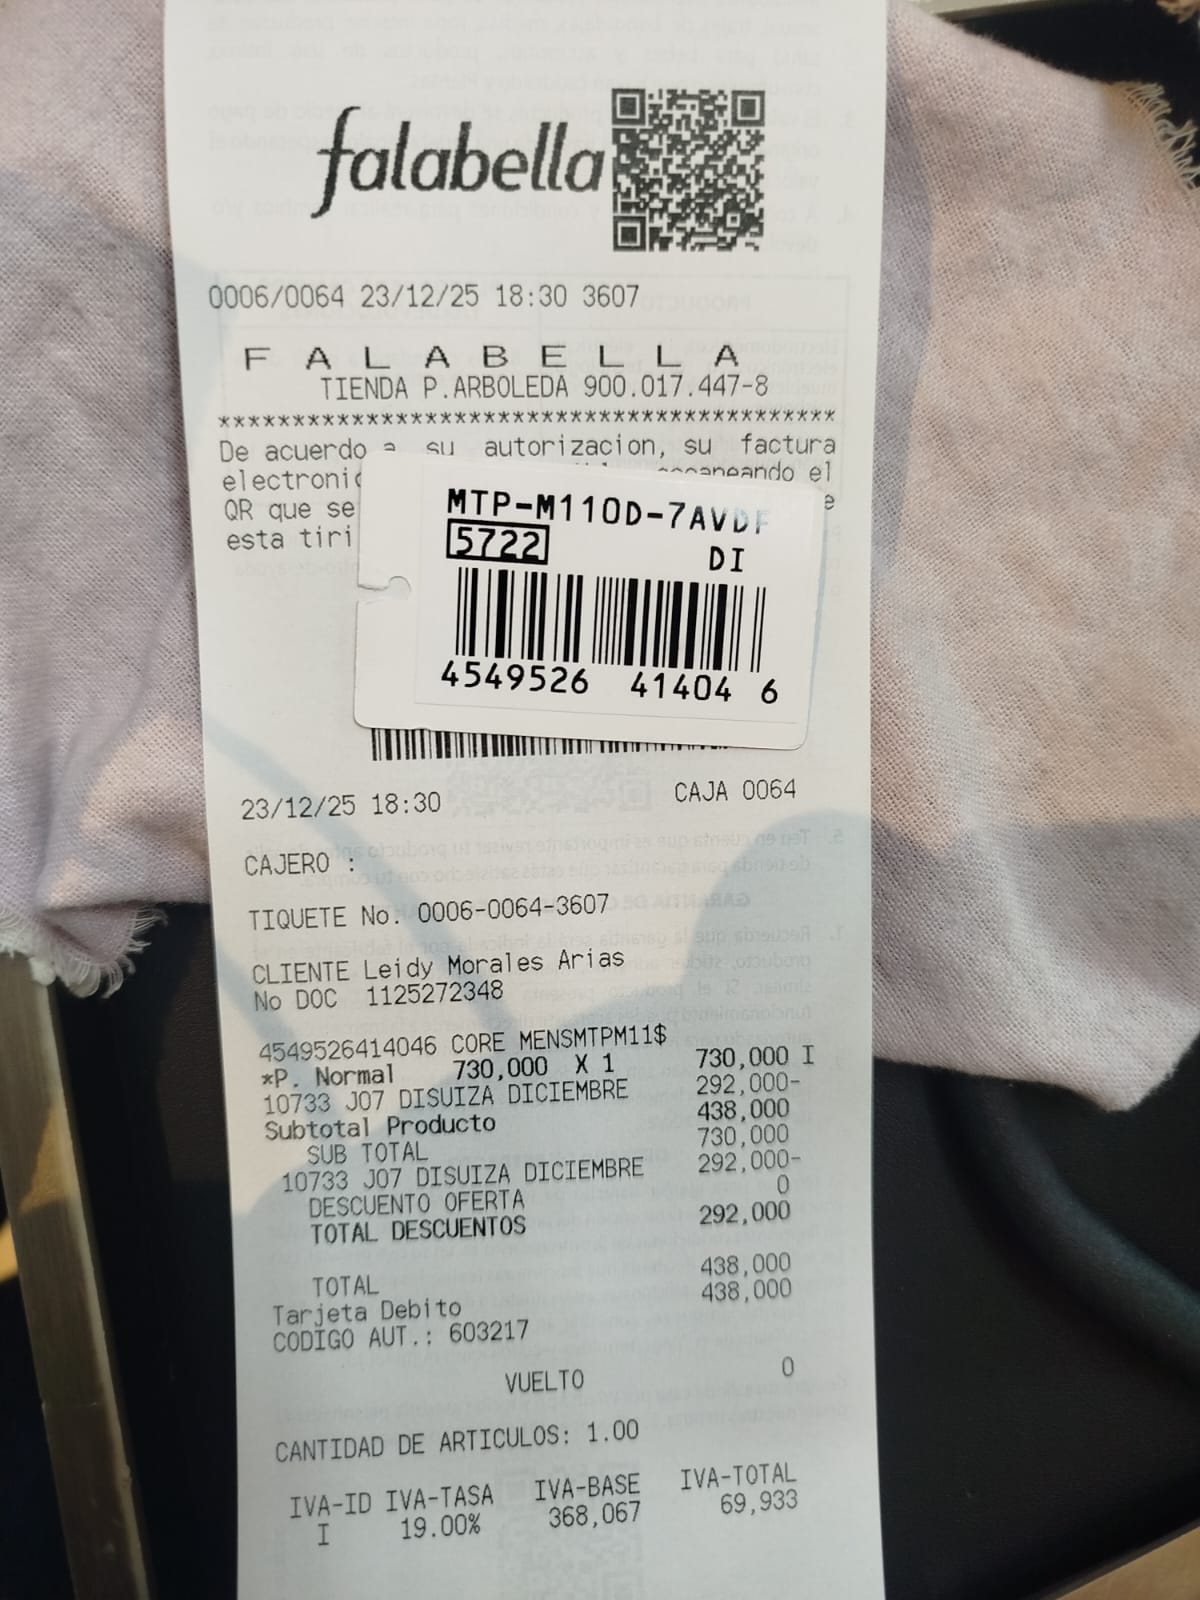 falabella
0006/0064 23/12/25 18:30 3607
F A L A B E L L A
TIENDA P.ARBOLEDA 900.017.447-8
******************************************
De acuerdo a su autorizacion, su factura
electronic el
QR que se
esta tiri
MTP-M110D-7AVDF
5722 DI
4549526 41404 6
23/12/25 18:30 CAJA 0064
CAJERO :
TIQUETE No. 0006-0064-3607
CLIENTE Leidy Morales Arias
No DOC 1125272348
4549526414046 CORE MENSMTPM11$
*P. Normal 730,000 X 1 730,000 I
10733 J07 DISUIZA DICIEMBRE 292,000-
Subtotal Producto 438,000
SUB TOTAL 730,000
10733 J07 DISUIZA DICIEMBRE 292,000-
DESCUENTO OFERTA 0
TOTAL DESCUENTOS 292,000
TOTAL 438,000
Tarjeta Debito 438,000
CODIGO AUT.: 603217
VUELTO 0
CANTIDAD DE ARTICULOS: 1.00
IVA-ID IVA-TASA IVA-BASE IVA-TOTAL
I 19.00% 368,067 69,933